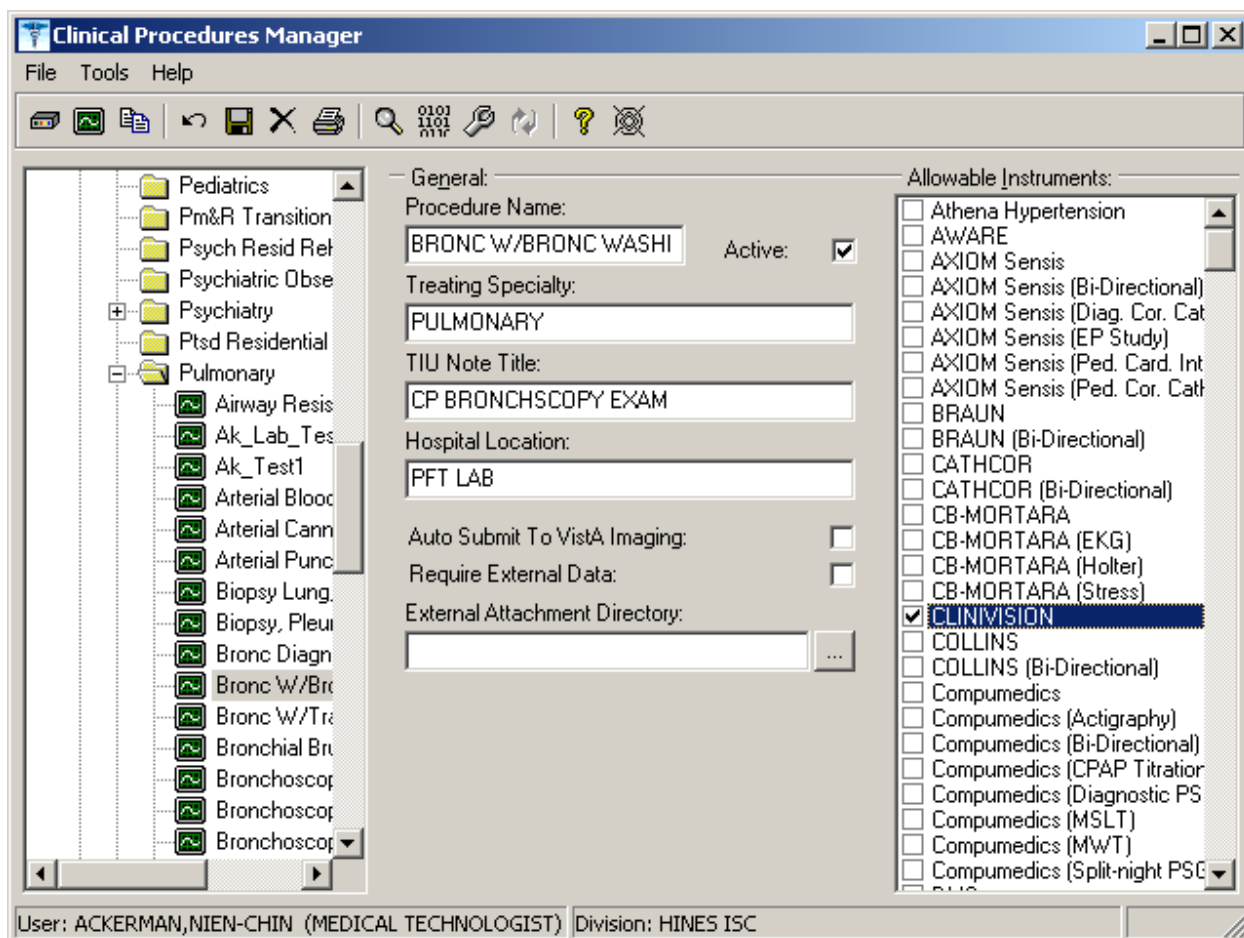 Clinical Procedures Manager
File Tools Help
0101
1101
Pediatrics
Pm&R Transition
Psych Resid Reh
Psychiatric Obse
Psychiatry
Ptsd Residential
Pulmonary
Airway Resis
Ak_Lab_Tes
Ak_Test1
Arterial Blood
Arterial Cann
Arterial Punc
Biopsy Lung,
Biopsy, Pleu
Bronc Diagn
Bronc W/Bro
Bronc W/Tra
Bronchial Bru
Bronchoscop
Bronchoscop
Bronchoscop
General:
Procedure Name:
BRONC W/BRONC WASHI
Active:
Treating Specialty:
PULMONARY
TIU Note Title:
CP BRONCHSCOPY EXAM
Hospital Location:
PFT LAB
Auto Submit To VistA Imaging:
Require External Data:
External Attachment Directory:
...
Allowable Instruments:
Athena Hypertension
AWARE
AXIOM Sensis
AXIOM Sensis (Bi-Directional)
AXIOM Sensis (Diag. Cor. Cat
AXIOM Sensis (EP Study)
AXIOM Sensis (Ped. Card. Int
AXIOM Sensis (Ped. Cor. Cath
BRAUN
BRAUN (Bi-Directional)
CATHCOR
CATHCOR (Bi-Directional)
CB-MORTARA
CB-MORTARA (EKG)
CB-MORTARA (Holter)
CB-MORTARA (Stress)
CLINIVISION
COLLINS
COLLINS (Bi-Directional)
Compumedics
Compumedics (Actigraphy)
Compumedics (Bi-Directional)
Compumedics (CPAP Titration
Compumedics (Diagnostic PS
Compumedics (MSLT)
Compumedics (MWT)
Compumedics (Split-night PSG
User: ACKERMAN,NIEN-CHIN (MEDICAL TECHNOLOGIST) Division: HINES ISC